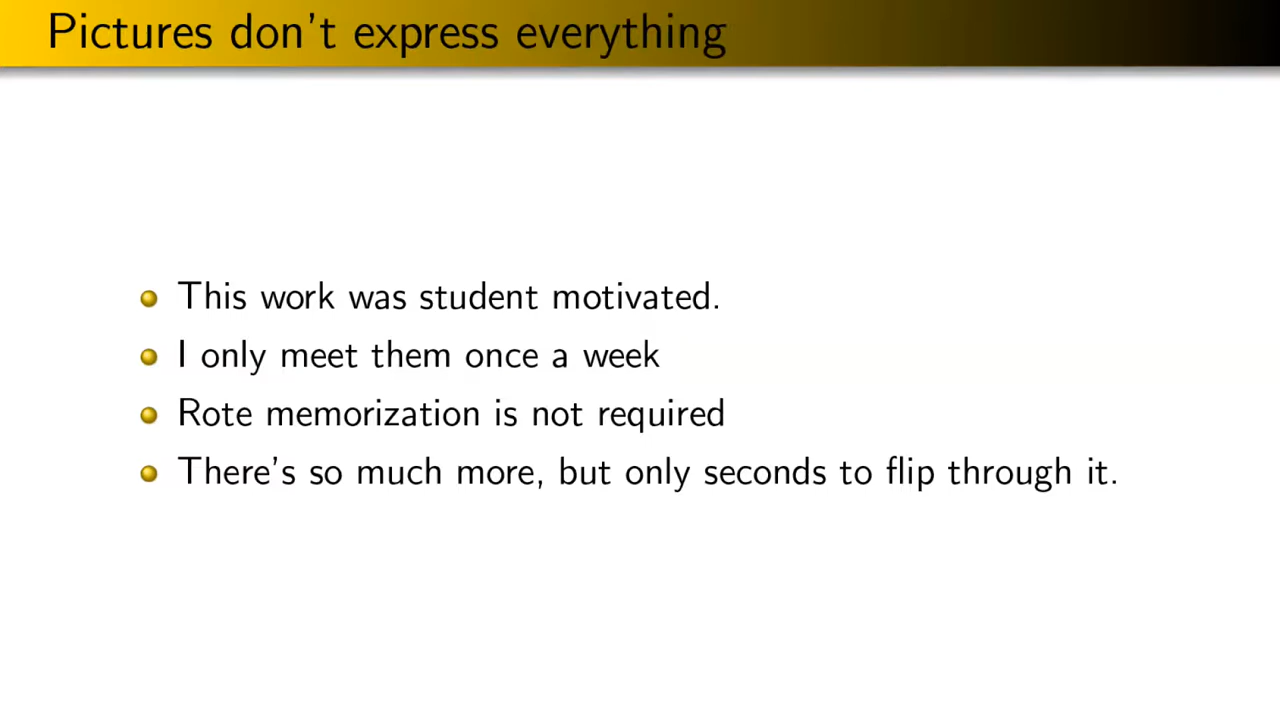 Pictures don't express everything
This work was student motivated.
I only meet them once a week
Rote memorization is not required
There's so much more, but only seconds to flip through it.